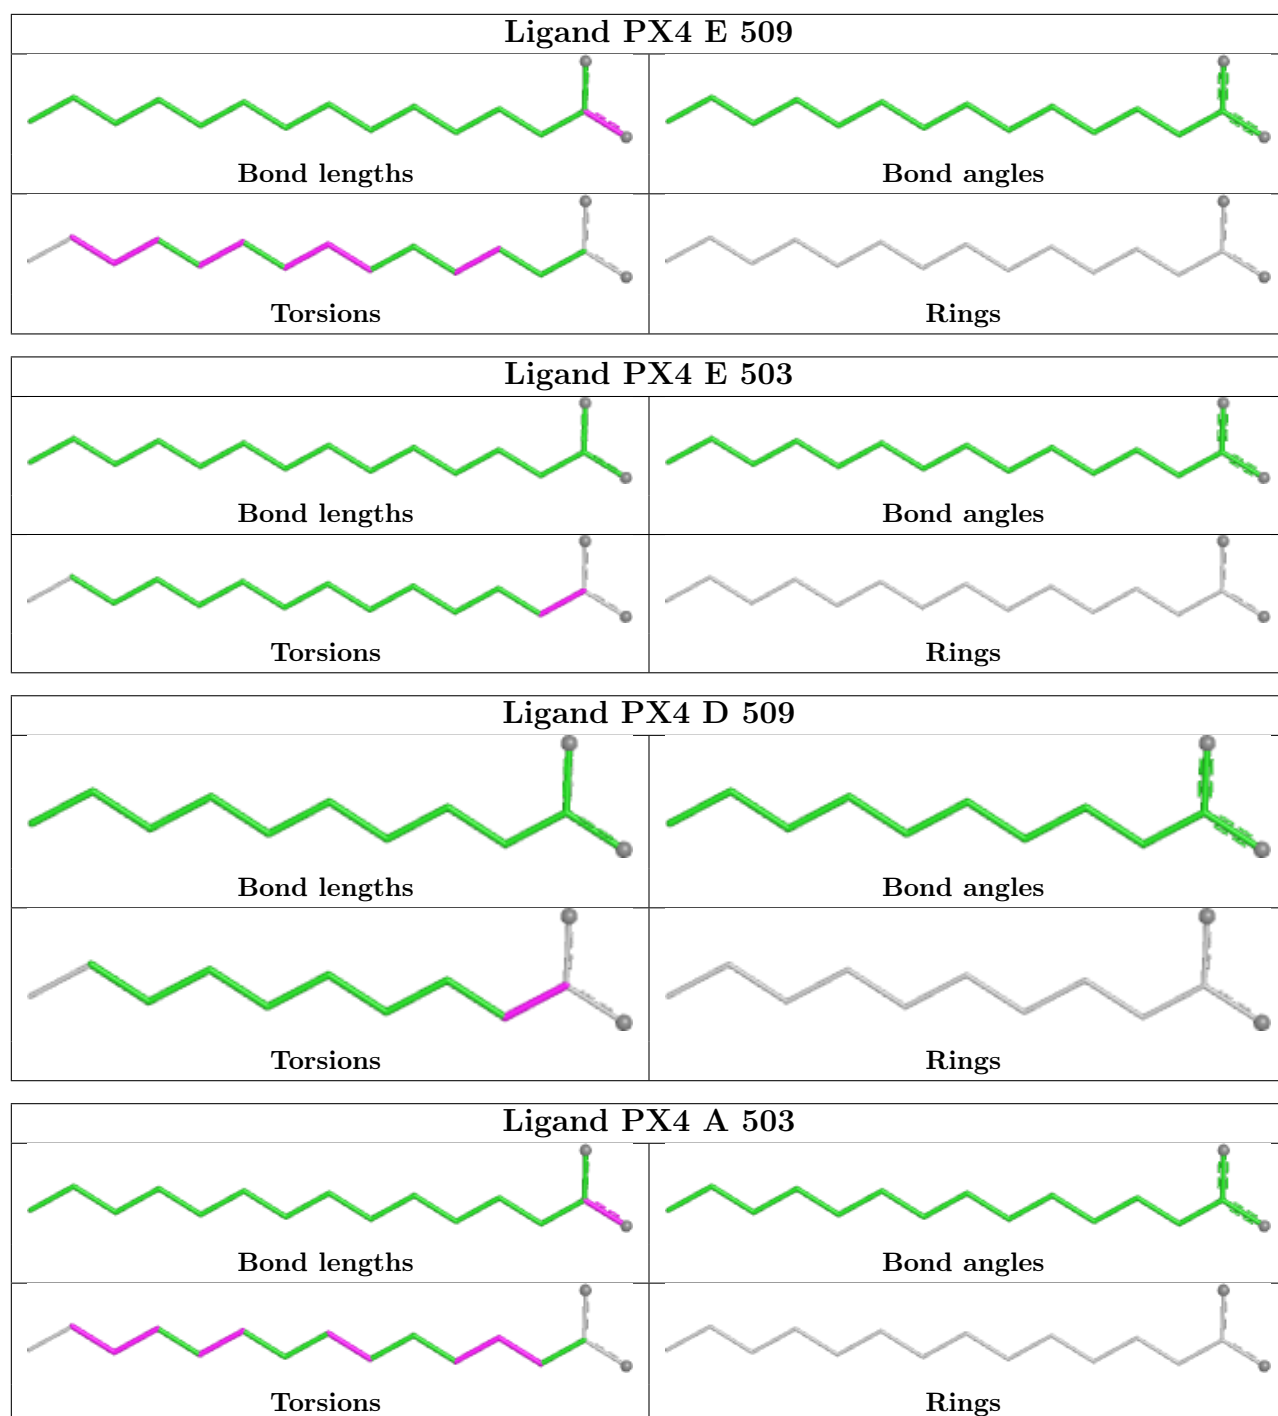 Ligand PX4 E 509
Bond lengths Bond angles
Torsions Rings
Ligand PX4 E 503
Bond lengths Bond angles
Torsions Rings
Ligand PX4 D 509
Bond lengths Bond angles
Torsions Rings
Ligand PX4 A 503
Bond lengths Bond angles
Torsions Rings